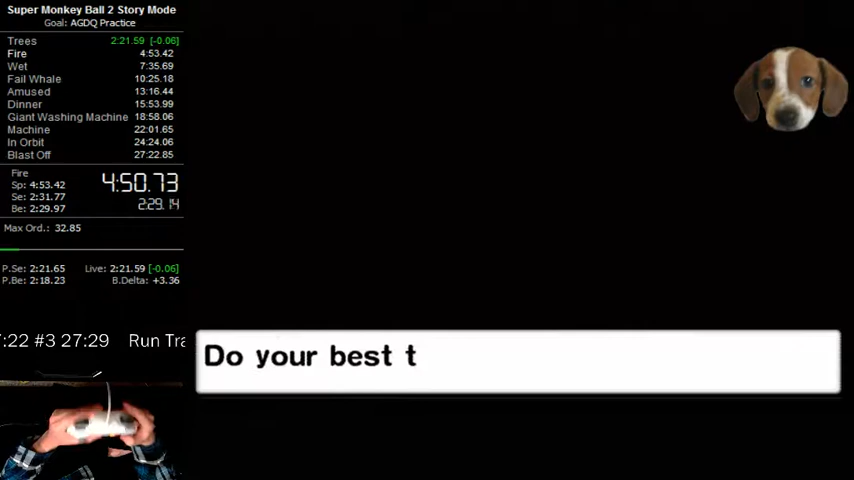 Super Monkey Ball 2 Story Mode
Goal: AGDQ Practice
Trees 2:21.59 [-0.06]
Fire 4:53.42
Wet 7:35.69
Fail Whale 10:25.18
Amused 13:16.44
Dinner 15:53.99
Giant Washing Machine 18:58.06
Machine 22:01.65
In Orbit 24:24.06
Blast Off 27:22.85
Fire
Sp: 4:53.42 4:50.73
Se: 2:31.77
Be: 2:29.97 2:29.14
Max Ord.: 32.85
P.Se: 2:21.65 Live: 2:21.59 [-0.06]
P.Be: 2:18.23 B.Delta: +3.36
7:22 #3 27:29 Run Tra
Do your best t